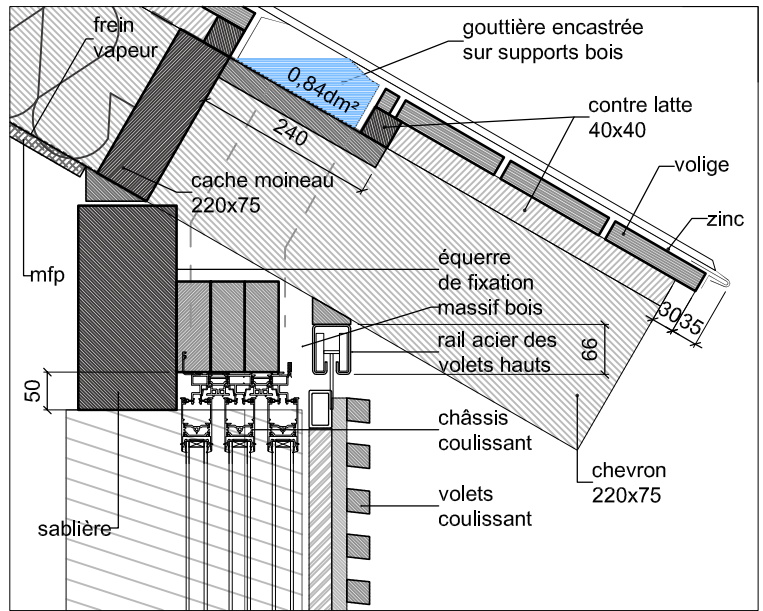 frein
vapeur
gouttière encastrée
sur supports bois
0,84dm²
contre latte
40x40
240
volige
cache moineau
220x75
zinc
mfp
équerre
de fixation
massif bois
30
35
rail acier des
volets hauts
66
50
châssis
coulissant
chevron
220x75
volets
coulissant
sablière